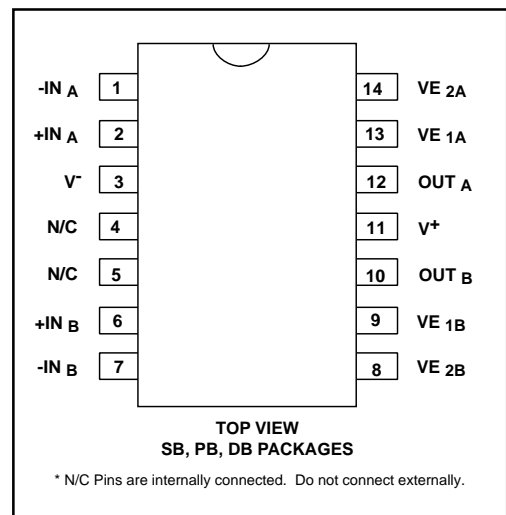 -IN A 1 14 VE 2A
+IN A 2 13 VE 1A
V- 3 12 OUT A
N/C 4 11 V+
N/C 5 10 OUT B
+IN B 6 9 VE 1B
-IN B 7 8 VE 2B
TOP VIEW
SB, PB, DB PACKAGES
* N/C Pins are internally connected. Do not connect externally.